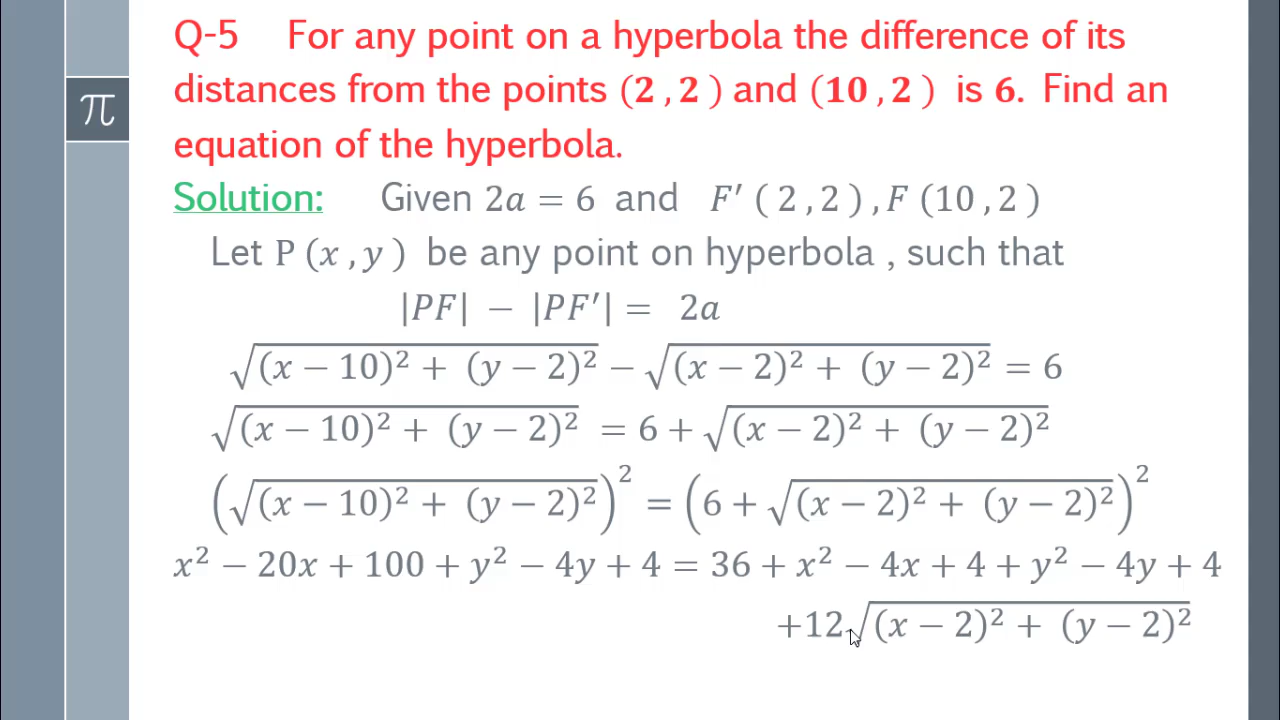 π
Q-5 For any point on a hyperbola the difference of its
distances from the points (2 , 2 ) and (10 , 2 ) is 6. Find an
equation of the hyperbola.
Solution: Given 2a = 6 and F′ ( 2 , 2 ) , F (10 , 2 )
Let P (x , y ) be any point on hyperbola , such that
|PF| − |PF′| = 2a
√((x − 10)² + (y − 2)²) − √((x − 2)² + (y − 2)²) = 6
√((x − 10)² + (y − 2)²) = 6 + √((x − 2)² + (y − 2)²)
(√((x − 10)² + (y − 2)²))² = (6 + √((x − 2)² + (y − 2)²))²
x² − 20x + 100 + y² − 4y + 4 = 36 + x² − 4x + 4 + y² − 4y + 4
+12√((x − 2)² + (y − 2)²)